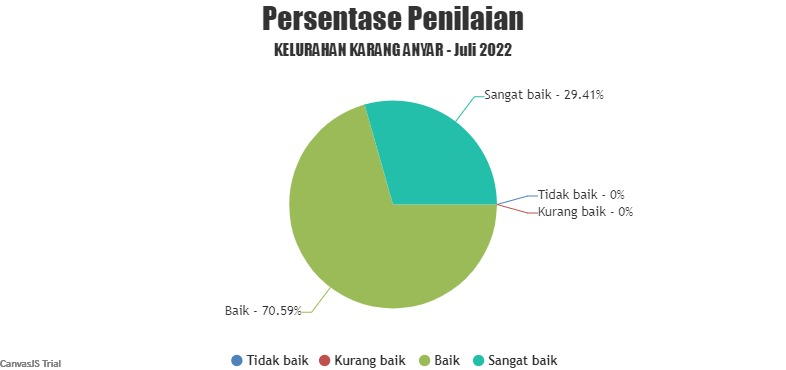 Persentase Penilaian
KELURAHAN KARANG ANYAR - Juli 2022
Sangat baik - 29.41%
Tidak baik - 0%
Kurang baik - 0%
Baik - 70.59%
Tidak baik Kurang baik Baik Sangat baik
CanvasJS Trial